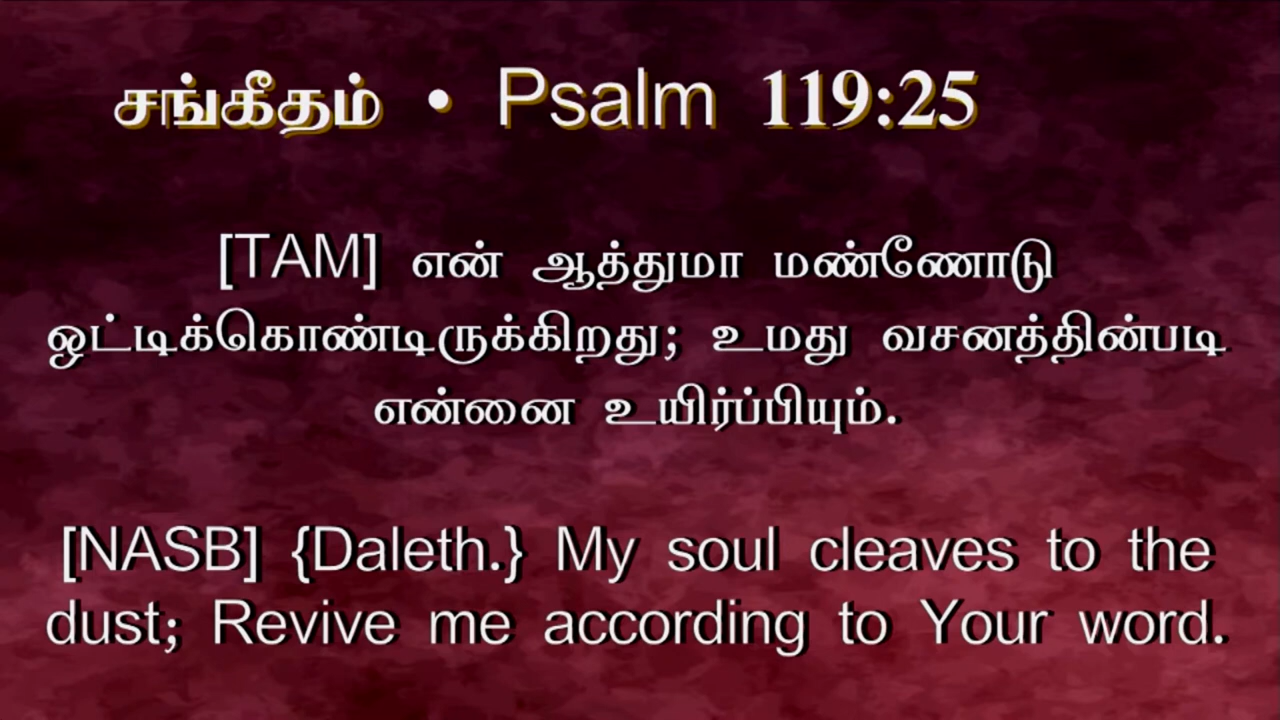 சங்கீதம் • Psalm 119:25
[TAM] என் ஆத்துமா மண்ணோடு
ஒட்டிக்கொண்டிருக்கிறது; உமது வசனத்தின்படி
என்னை உயிர்ப்பியும்.
[NASB] {Daleth.} My soul cleaves to the
dust; Revive me according to Your word.